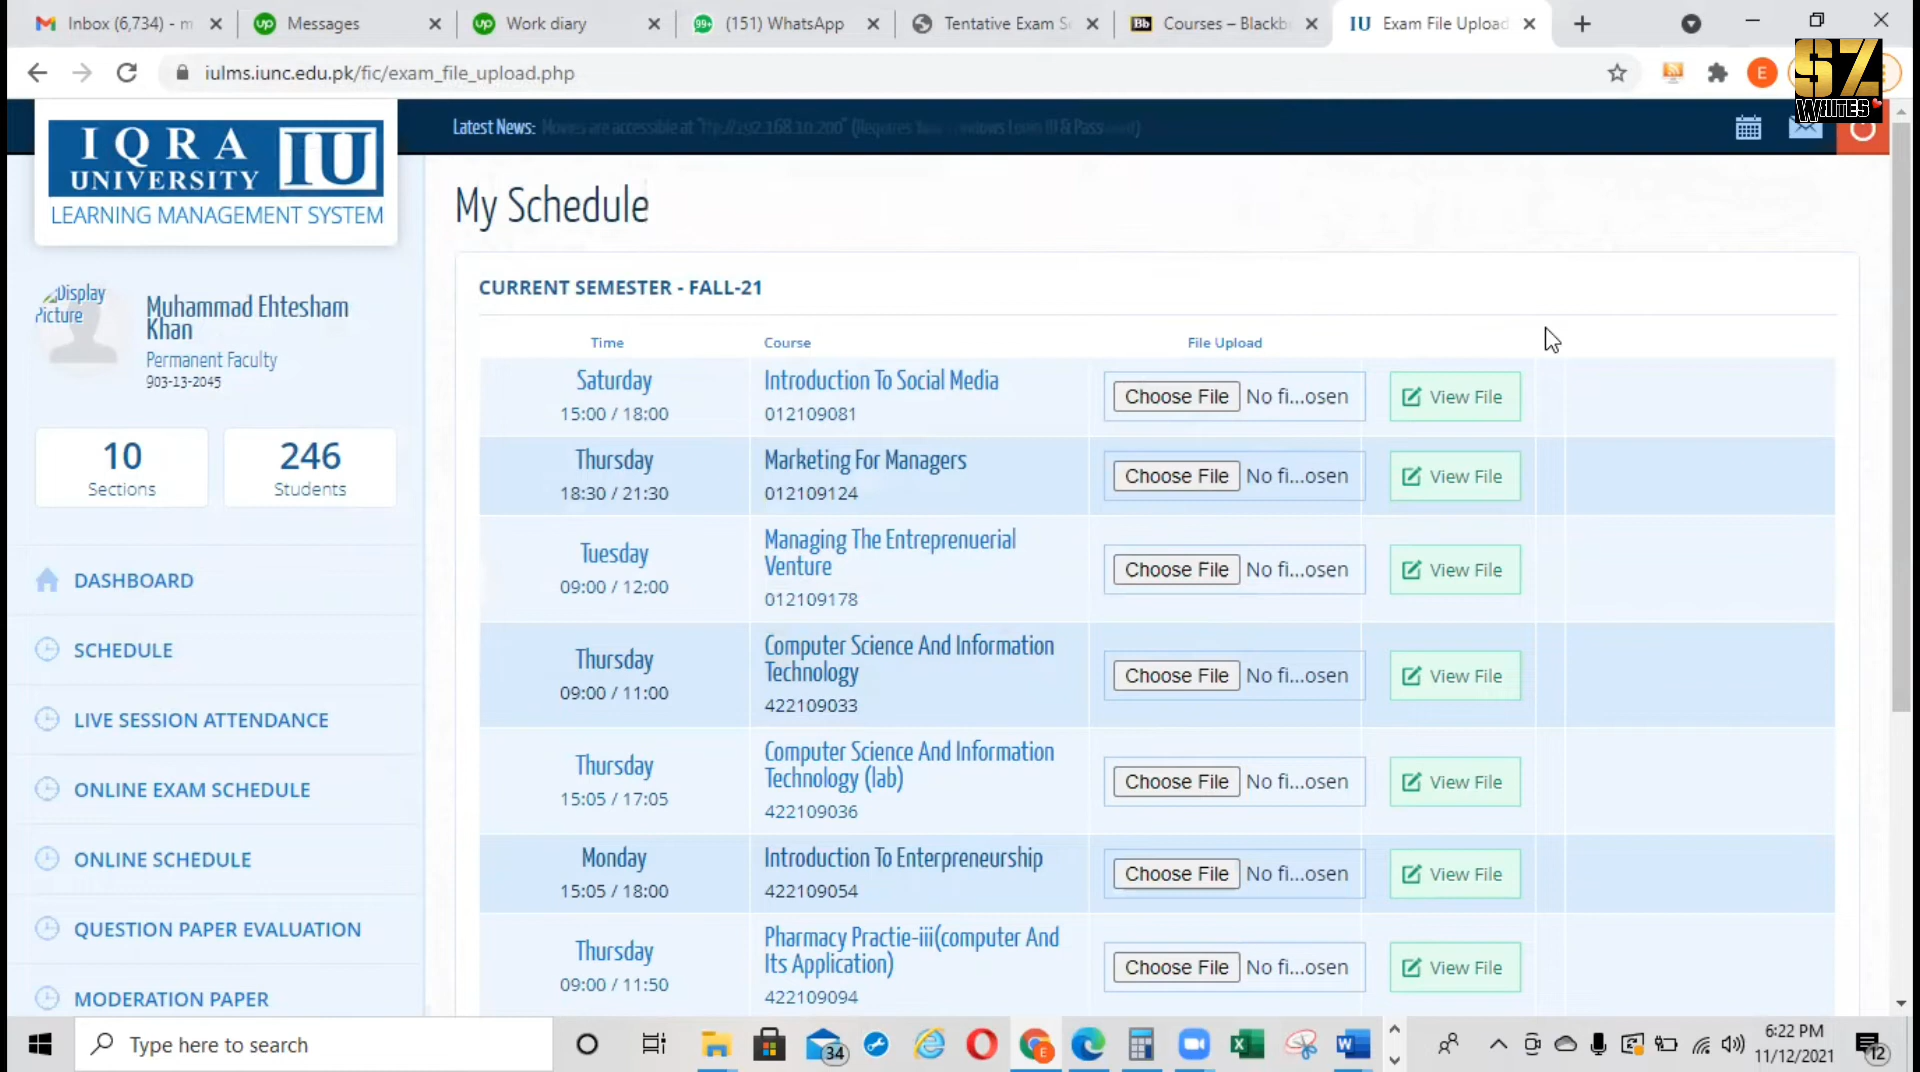 Inbox (6,734) - m
Messages
Work diary
(151) WhatsApp
Tentative Exam S
Courses – Blackb
IU Exam File Upload
iulms.iunc.edu.pk/fic/exam_file_upload.php
E
SZ
WRITES
IQRA
UNIVERSITY
IU
LEARNING MANAGEMENT SYSTEM
Latest News: Movies are accessible at
My Schedule
Display
Picture
Muhammad Ehtesham
Khan
Permanent Faculty
903-13-2045
10
Sections
246
Students
DASHBOARD
SCHEDULE
LIVE SESSION ATTENDANCE
ONLINE EXAM SCHEDULE
ONLINE SCHEDULE
QUESTION PAPER EVALUATION
MODERATION PAPER
CURRENT SEMESTER - FALL-21
Time Course File Upload
Saturday
15:00 / 18:00
Introduction To Social Media
012109081
Choose File No fi...osen View File
Thursday
18:30 / 21:30
Marketing For Managers
012109124
Choose File No fi...osen View File
Tuesday
09:00 / 12:00
Managing The Entreprenuerial
Venture
012109178
Choose File No fi...osen View File
Thursday
09:00 / 11:00
Computer Science And Information
Technology
422109033
Choose File No fi...osen View File
Thursday
15:05 / 17:05
Computer Science And Information
Technology (lab)
422109036
Choose File No fi...osen View File
Monday
15:05 / 18:00
Introduction To Enterpreneurship
422109054
Choose File No fi...osen View File
Thursday
09:00 / 11:50
Pharmacy Practie-iii(computer And
Its Application)
422109094
Choose File No fi...osen View File
Type here to search
34
6:22 PM
11/12/2021
12